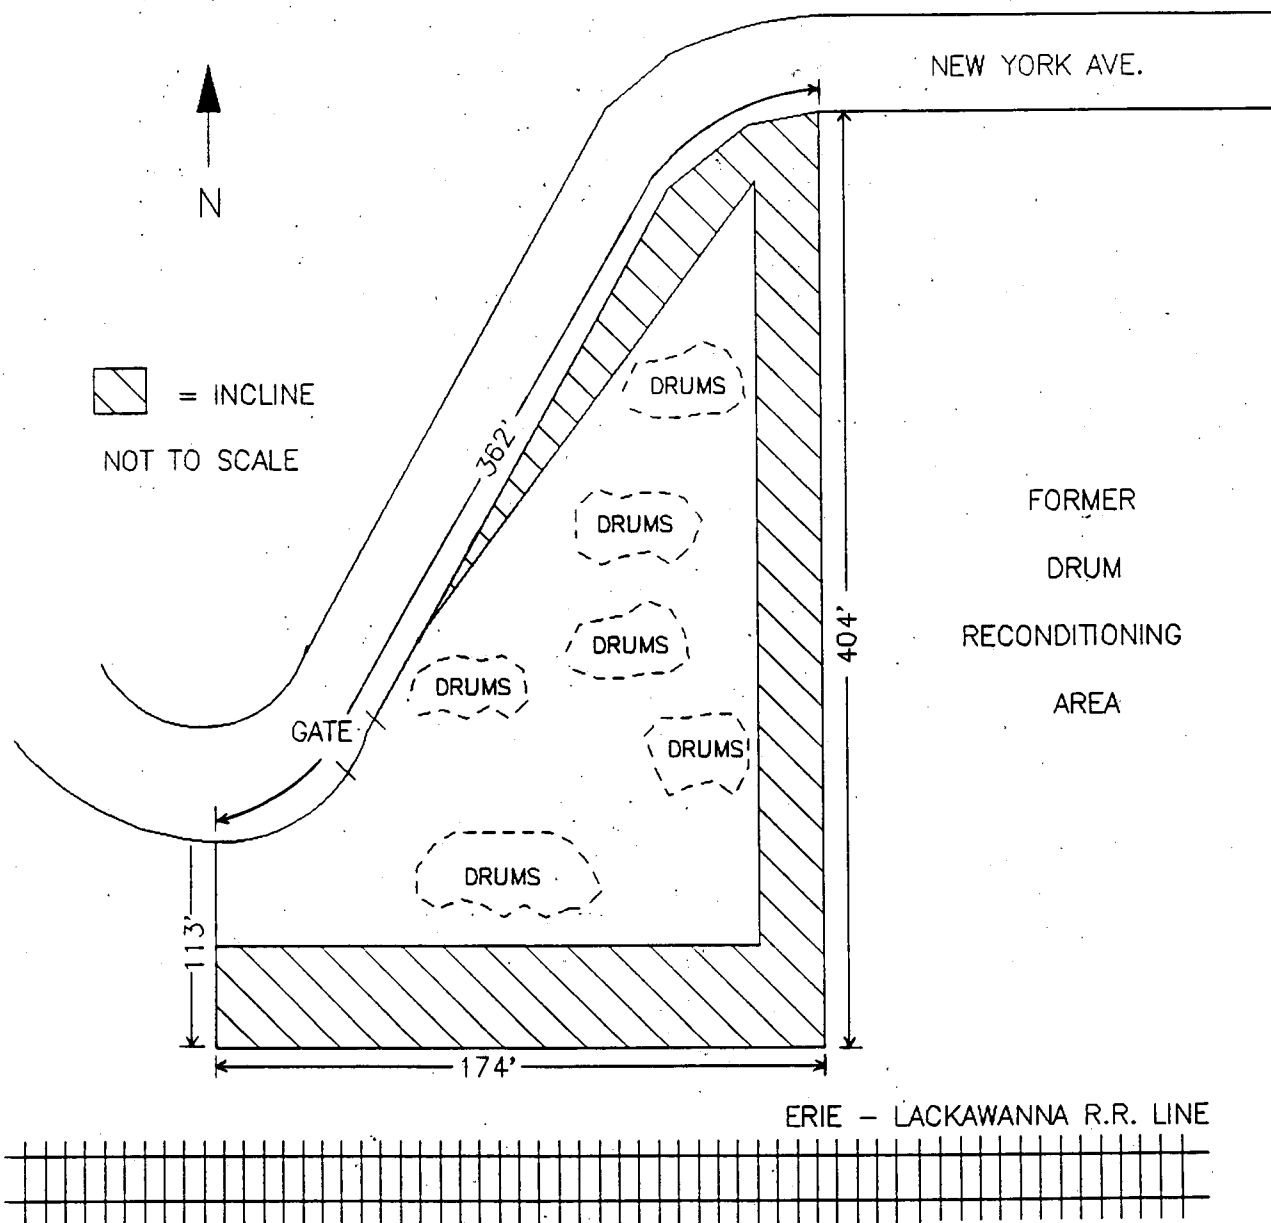 NEW YORK AVE.
N
= INCLINE
NOT TO SCALE
362'
DRUMS
DRUMS
DRUMS
DRUMS
DRUMS
DRUMS
GATE
404'
FORMER
DRUM
RECONDITIONING
AREA
113'
174'
ERIE – LACKAWANNA R.R. LINE